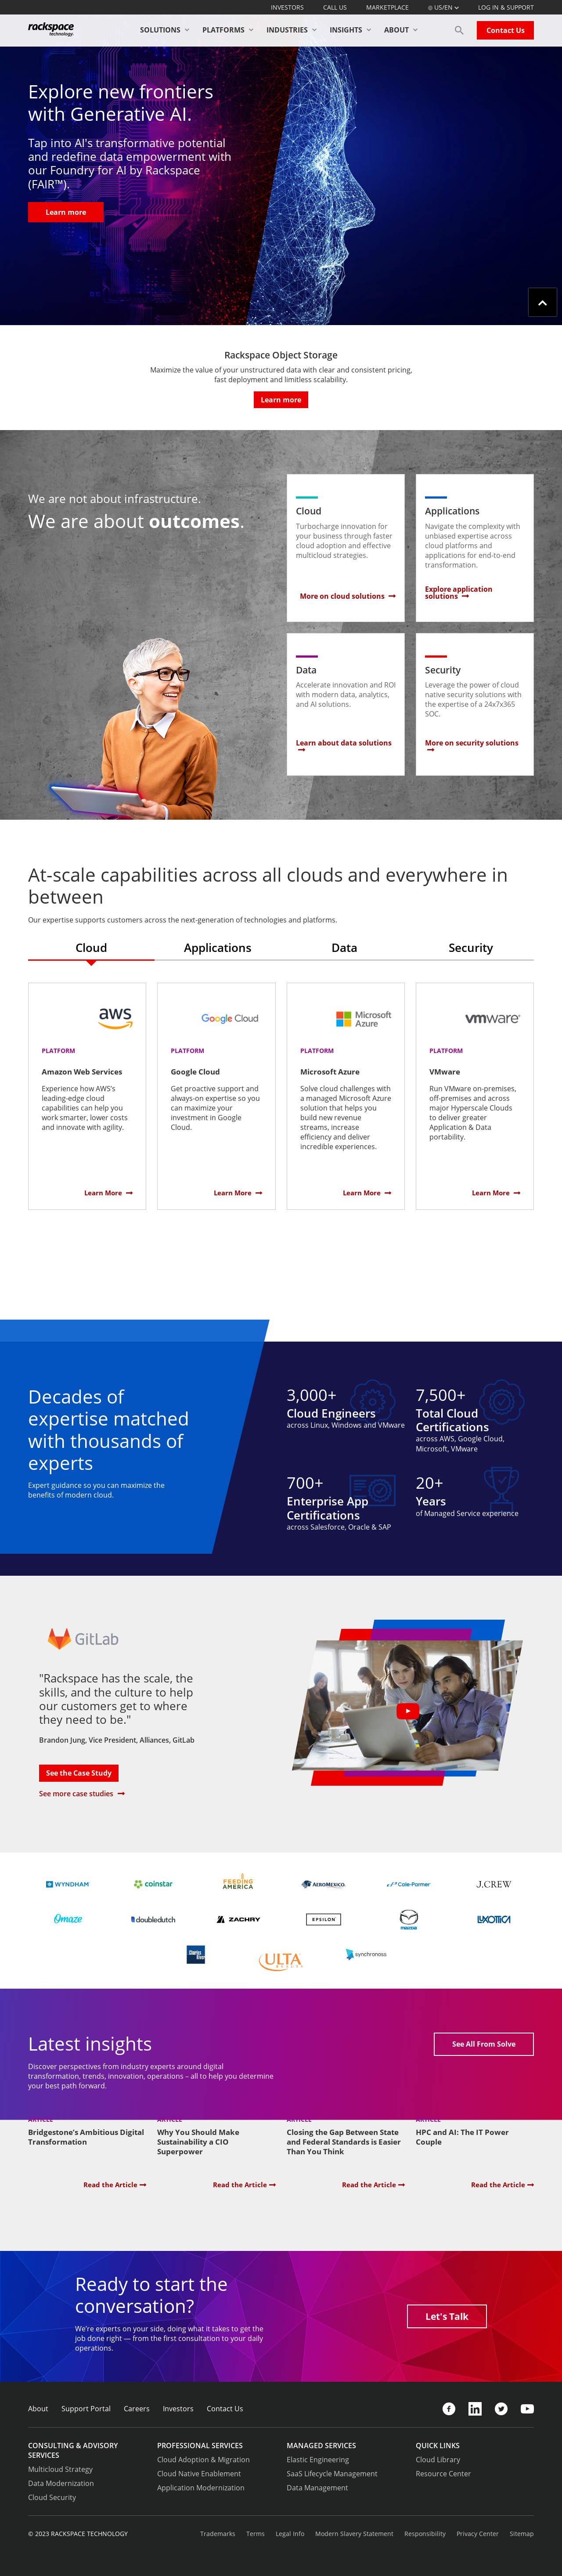 INVESTORS CALL US MARKETPLACE US/EN LOG IN & SUPPORT
rackspace technology.
SOLUTIONS PLATFORMS INDUSTRIES INSIGHTS ABOUT Contact Us
Explore new frontiers
with Generative AI.
Tap into AI's transformative potential
and redefine data empowerment with
our Foundry for AI by Rackspace
(FAIR™).
Learn more
Rackspace Object Storage
Maximize the value of your unstructured data with clear and consistent pricing,
fast deployment and limitless scalability.
Learn more
We are not about infrastructure.
We are about outcomes.
Cloud
Turbocharge innovation for
your business through faster
cloud adoption and effective
multicloud strategies.
More on cloud solutions
Applications
Navigate the complexity with
unbiased expertise across
cloud platforms and
applications for end-to-end
transformation.
Explore application
solutions
Data
Accelerate innovation and ROI
with modern data, analytics,
and AI solutions.
Learn about data solutions
Security
Leverage the power of cloud
native security solutions with
the expertise of a 24x7x365
SOC.
More on security solutions
At-scale capabilities across all clouds and everywhere in
between
Our expertise supports customers across the next-generation of technologies and platforms.
Cloud Applications Data Security
aws
PLATFORM
Amazon Web Services
Experience how AWS's
leading-edge cloud
capabilities can help you
work smarter, lower costs
and innovate with agility.
Learn More
Google Cloud
PLATFORM
Google Cloud
Get proactive support and
always-on expertise so you
can maximize your
investment in Google
Cloud.
Learn More
Microsoft
Azure
PLATFORM
Microsoft Azure
Solve cloud challenges with
a managed Microsoft Azure
solution that helps you
build new revenue
streams, increase
efficiency and deliver
incredible experiences.
Learn More
vmware
PLATFORM
VMware
Run VMware on-premises,
off-premises and across
major Hyperscale Clouds
to deliver greater
Application & Data
portability.
Learn More
Decades of
expertise matched
with thousands of
experts
Expert guidance so you can maximize the
benefits of modern cloud.
3,000+
Cloud Engineers
across Linux, Windows and VMware
7,500+
Total Cloud
Certifications
across AWS, Google Cloud,
Microsoft, VMware
700+
Enterprise App
Certifications
across Salesforce, Oracle & SAP
20+
Years
of Managed Service experience
GitLab
"Rackspace has the scale, the
skills, and the culture to help
our customers get to where
they need to be."
Brandon Jung, Vice President, Alliances, GitLab
See the Case Study
See more case studies
WYNDHAM coinstar FEEDING AMERICA AEROMEXICO Cole-Parmer J.CREW
Omaze doubledutch ZACHRY EPSILON mazda LUXOTTICA
ULTA synchronoss
Latest insights
Discover perspectives from industry experts around digital
transformation, trends, innovation, operations – all to help you determine
your best path forward.
See All From Solve
ARTICLE ARTICLE ARTICLE ARTICLE
Bridgestone's Ambitious Digital
Transformation
Read the Article
Why You Should Make
Sustainability a CIO
Superpower
Read the Article
Closing the Gap Between State
and Federal Standards is Easier
Than You Think
Read the Article
HPC and AI: The IT Power
Couple
Read the Article
Ready to start the
conversation?
We're experts on your side, doing what it takes to get the
job done right — from the first consultation to your daily
operations.
Let's Talk
About Support Portal Careers Investors Contact Us
CONSULTING & ADVISORY
SERVICES
Multicloud Strategy
Data Modernization
Cloud Security
PROFESSIONAL SERVICES
Cloud Adoption & Migration
Cloud Native Enablement
Application Modernization
MANAGED SERVICES
Elastic Engineering
SaaS Lifecycle Management
Data Management
QUICK LINKS
Cloud Library
Resource Center
© 2023 RACKSPACE TECHNOLOGY Trademarks Terms Legal Info Modern Slavery Statement Responsibility Privacy Center Sitemap